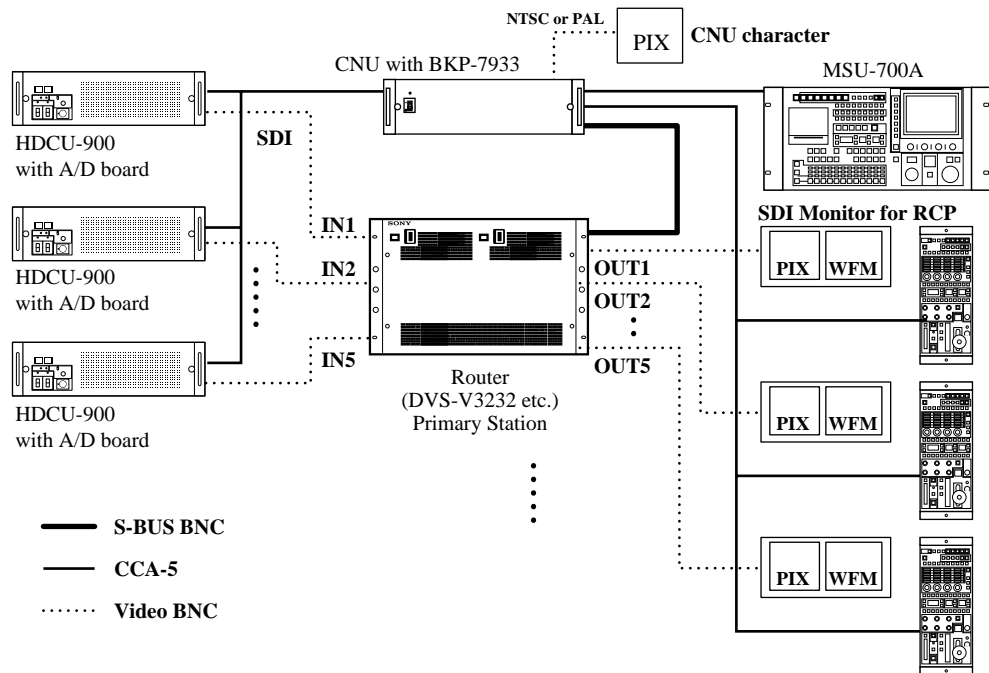 NTSC or PAL
PIX
CNU character
CNU with BKP-7933
MSU-700A
HDCU-900
with A/D board
SDI
SONY
IN1
SDI Monitor for RCP
PIX
WFM
OUT1
HDCU-900
with A/D board
IN2
OUT2
IN5
OUT5
HDCU-900
with A/D board
Router
(DVS-V3232 etc.)
Primary Station
PIX
WFM
S-BUS BNC
CCA-5
Video BNC
PIX
WFM